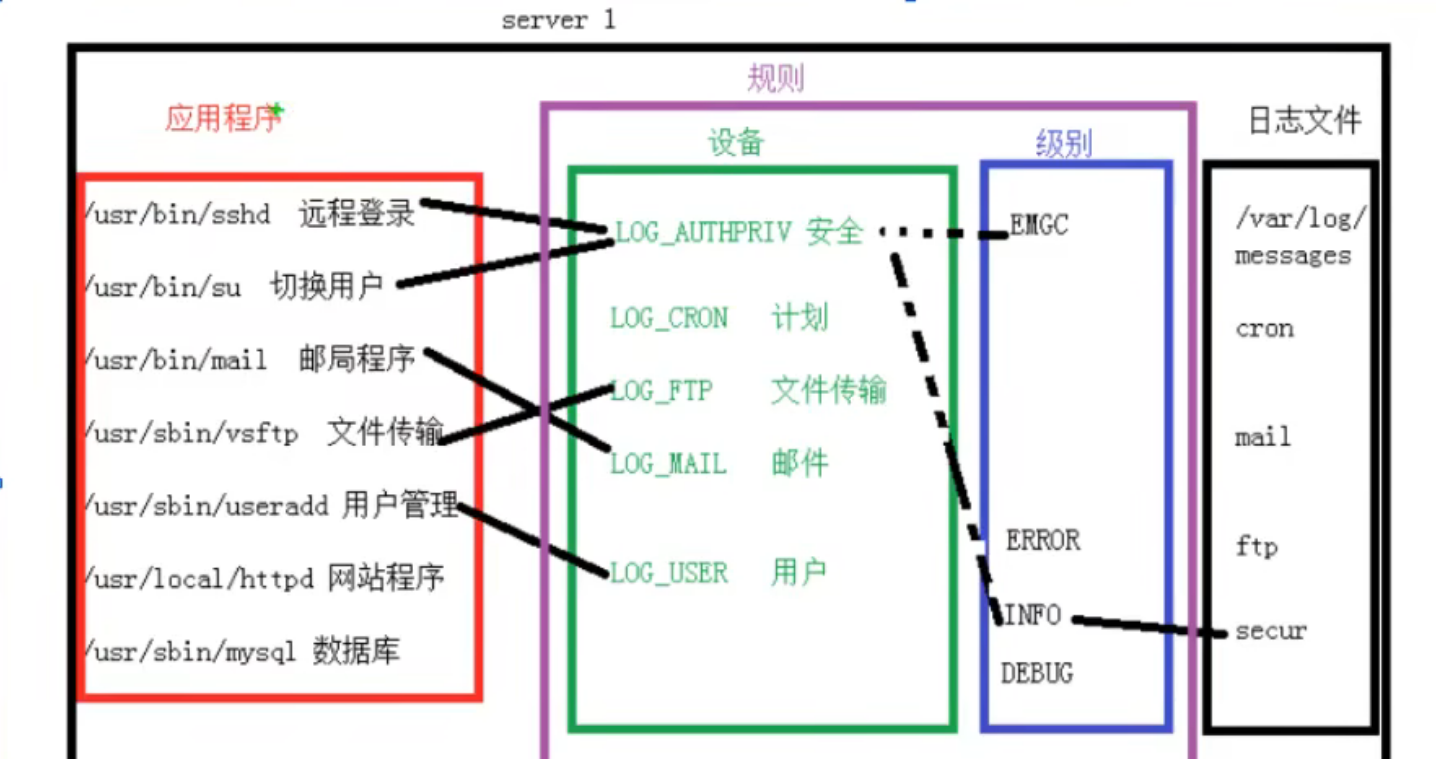 server 1
规则
应用程序
设备
级别
日志文件
/usr/bin/sshd 远程登录
/usr/bin/su 切换用户
/usr/bin/mail 邮局程序
/usr/sbin/vsftp 文件传输
/usr/sbin/useradd 用户管理
/usr/local/httpd 网站程序
/usr/sbin/mysql 数据库
LOG_AUTHPRIV 安全
LOG_CRON 计划
LOG_FTP 文件传输
LOG_MAIL 邮件
LOG_USER 用户
EMGC
ERROR
INFO
DEBUG
/var/log/
messages
cron
mail
ftp
secur